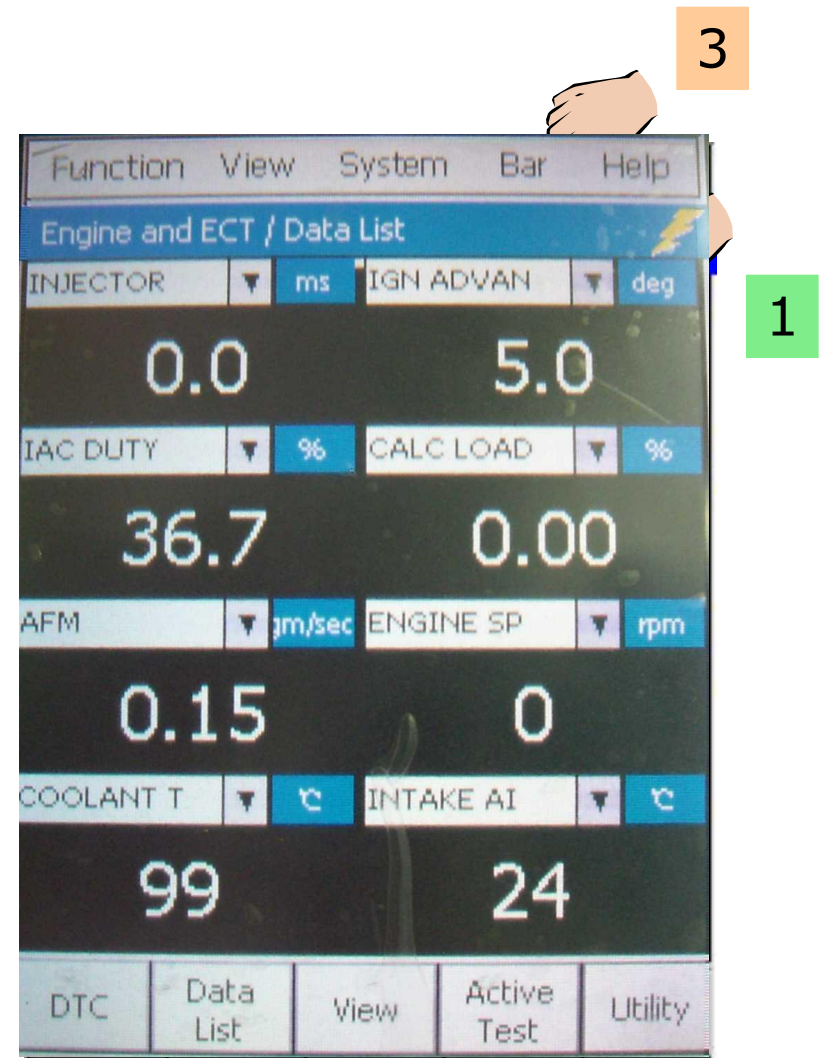 3
Function View System Bar Help
Engine and ECT / Data List
INJECTOR ms IGN ADVAN deg
1
0.0 5.0
IAC DUTY % CALC LOAD %
36.7 0.00
AFM gm/sec ENGINE SP rpm
0.15 0
COOLANT T °C INTAKE AI °C
99 24
DTC Data List View Active Test Utility